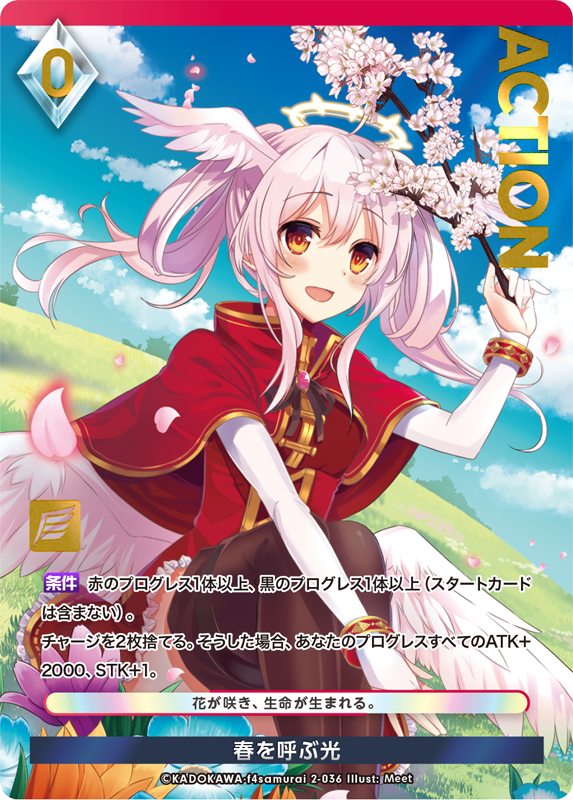 0
ACTION
条件 赤のプログレス1体以上、黒のプログレス1体以上（スタートカード
は含まない）。
チャージを2枚捨てる。そうした場合、あなたのプログレスすべてのATK+
2000、STK+1。
花が咲き、生命が生まれる。
春を呼ぶ光
©KADOKAWA-f4samurai 2-036 Illust: Meet